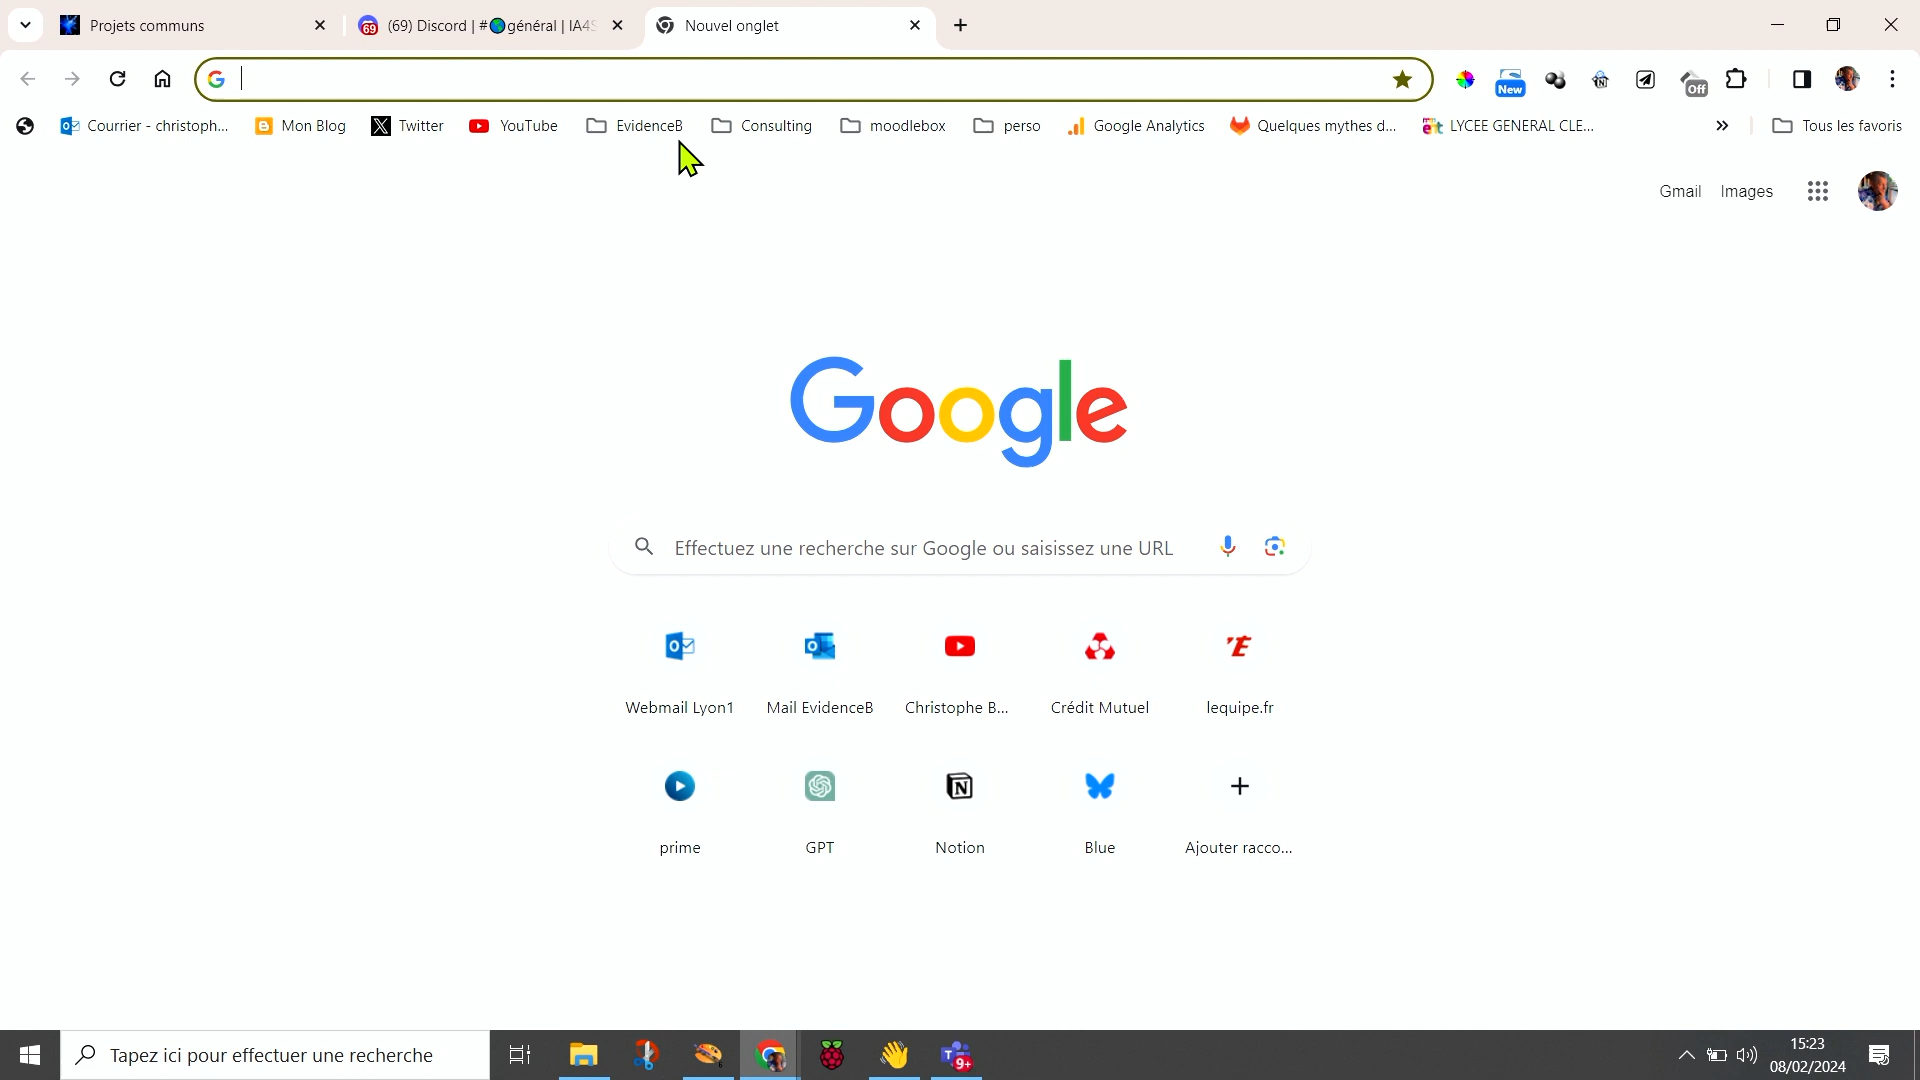 Projets communs
(69) Discord | #🌏général | IA4S
Nouvel onglet
New
Off
Courrier - christoph...
Mon Blog
Twitter
YouTube
EvidenceB
Consulting
moodlebox
perso
Google Analytics
Quelques mythes d...
LYCEE GENERAL CLE...
Tous les favoris
Gmail
Images
Google
Effectuez une recherche sur Google ou saisissez une URL
Webmail Lyon1
Mail EvidenceB
Christophe B...
Crédit Mutuel
lequipe.fr
prime
GPT
Notion
Blue
Ajouter racco...
Tapez ici pour effectuer une recherche
9+
15:23
08/02/2024